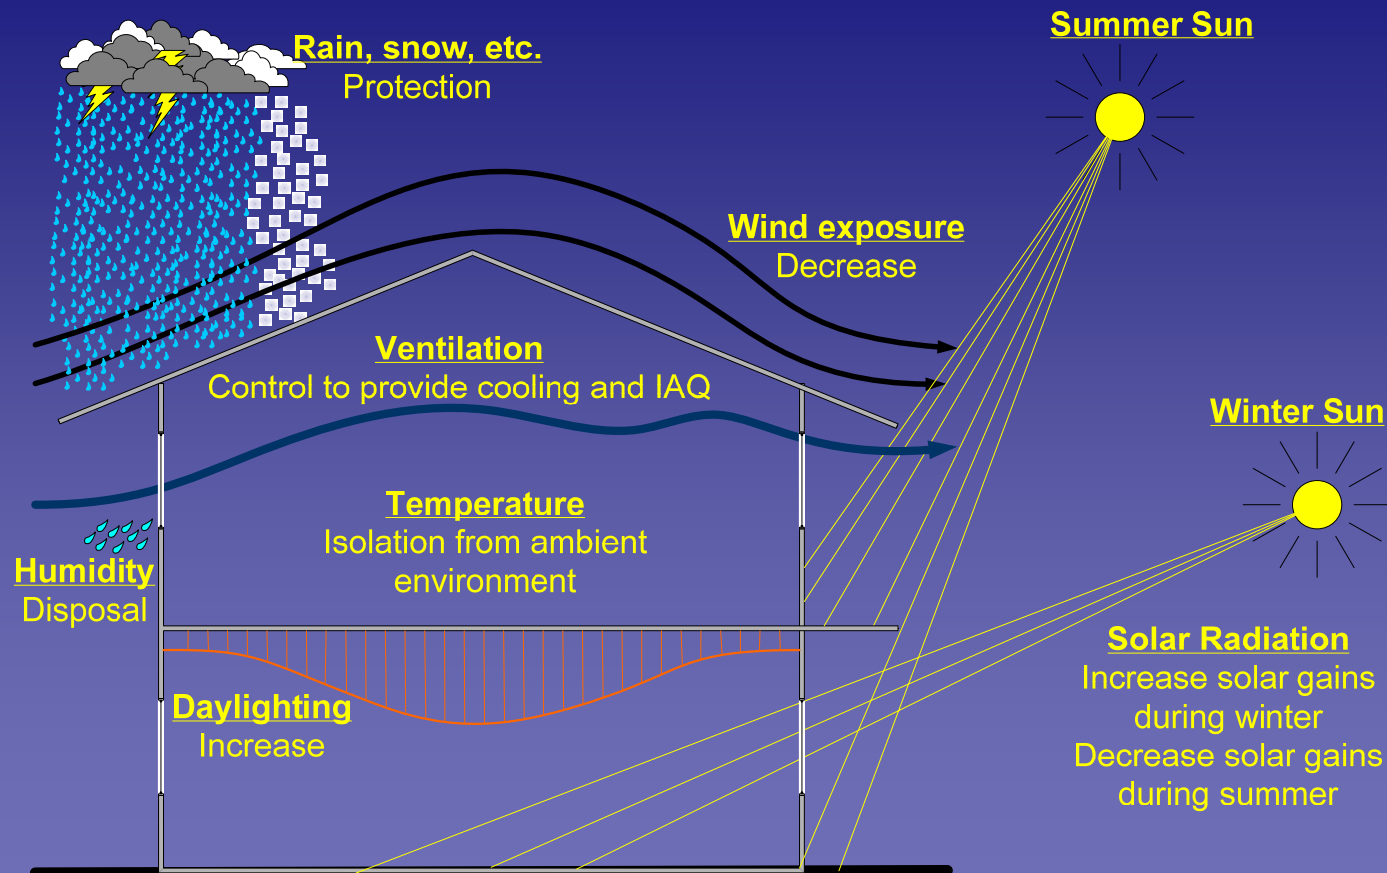 Summer Sun
Rain, snow, etc.
Protection
Wind exposure
Decrease
Ventilation
Control to provide cooling and IAQ
Winter Sun
Temperature
Isolation from ambient
environment
Humidity
Disposal
Solar Radiation
Increase solar gains
during winter
Decrease solar gains
during summer
Daylighting
Increase